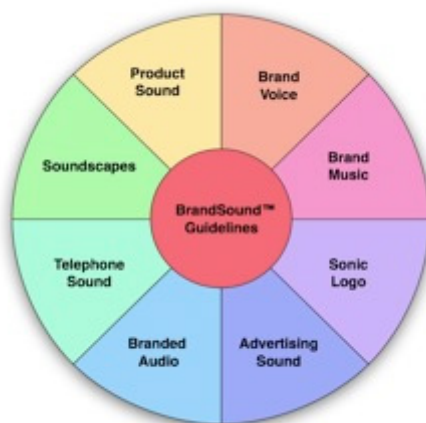 Product
Sound
Brand
Voice
Soundscapes
Brand
Music
BrandSound™
Guidelines
Telephone
Sound
Sonic
Logo
Branded
Audio
Advertising
Sound